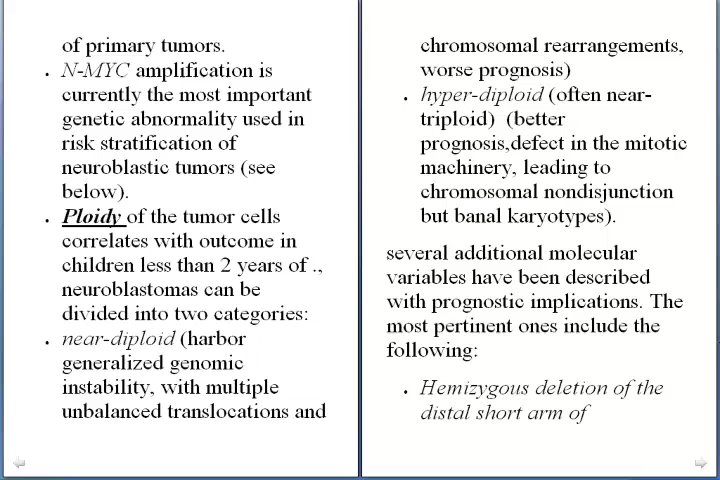 of primary tumors.
• N-MYC amplification is
currently the most important
genetic abnormality used in
risk stratification of
neuroblastic tumors (see
below).
• Ploidy of the tumor cells
correlates with outcome in
children less than 2 years of .,
neuroblastomas can be
divided into two categories:
• near-diploid (harbor
generalized genomic
instability, with multiple
unbalanced translocations and
chromosomal rearrangements,
worse prognosis)
• hyper-diploid (often near-
triploid) (better
prognosis,defect in the mitotic
machinery, leading to
chromosomal nondisjunction
but banal karyotypes).
several additional molecular
variables have been described
with prognostic implications. The
most pertinent ones include the
following:
• Hemizygous deletion of the
distal short arm of